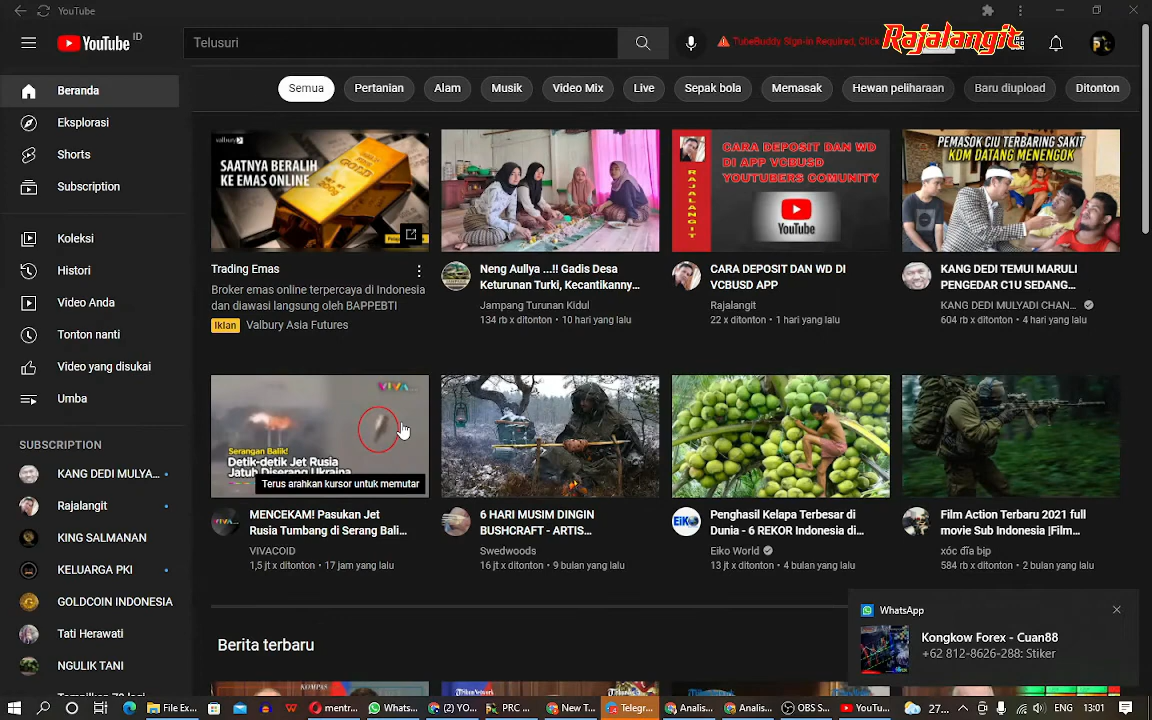 YouTube
YouTube ID
Telusuri
TubeBuddy Sign-in Required, Click
Rajalangit
Semua
Pertanian
Alam
Musik
Video Mix
Live
Sepak bola
Memasak
Hewan peliharaan
Baru diupload
Ditonton
Beranda
Eksplorasi
Shorts
Subscription
Koleksi
Histori
Video Anda
Tonton nanti
Video yang disukai
Umba
SUBSCRIPTION
KANG DEDI MULYA...
Rajalangit
KING SALMANAN
KELUARGA PKI
GOLDCOIN INDONESIA
Tati Herawati
NGULIK TANI
valbury
SAATNYA BERALIH
KE EMAS ONLINE
Trading Emas
Broker emas online terpercaya di Indonesia
dan diawasi langsung oleh BAPPEBTI
Iklan Valbury Asia Futures
Neng Auliya ...!! Gadis Desa
Keturunan Turki, Kecantikanny...
Jampang Turunan Kidul
134 rb x ditonton • 10 hari yang lalu
RAJALANGIT
CARA DEPOSIT DAN WD
DI APP VCBUSD
YOUTUBERS COMUNITY
YouTube
CARA DEPOSIT DAN WD DI
VCBUSD APP
Rajalangit
22 x ditonton • 1 hari yang lalu
PEMASOK CIU TERBARING SAKIT
KDM DATANG MENENGOK
KANG DEDI TEMUI MARULI
PENGEDAR C1U SEDANG...
KANG DEDI MULYADI CHAN...
604 rb x ditonton • 4 hari yang lalu
VIVA
Serangan Balik!
Detik-detik Jet Rusia
Jatuh Diserang Ukraina
Terus arahkan kursor untuk memutar
MENCEKAM! Pasukan Jet
Rusia Tumbang di Serang Bali...
VIVACOID
1,5 jt x ditonton • 17 jam yang lalu
6 HARI MUSIM DINGIN
BUSHCRAFT - ARTIS...
Swedwoods
16 jt x ditonton • 9 bulan yang lalu
EiKO
Penghasil Kelapa Terbesar di
Dunia - 6 REKOR Indonesia di...
Eiko World
13 jt x ditonton • 4 bulan yang lalu
Film Action Terbaru 2021 full
movie Sub Indonesia |Film...
xóc đĩa bịp
584 rb x ditonton • 2 bulan yang lalu
Berita terbaru
KOMPAS
WhatsApp
Kongkow Forex - Cuan88
+62 812-8626-288: Stiker
File Ex...
mentr...
Whats...
(2) YO...
PRC ...
New T...
Telegr...
Analis...
Analis...
OBS S...
YouT...
27...
ENG
13:01